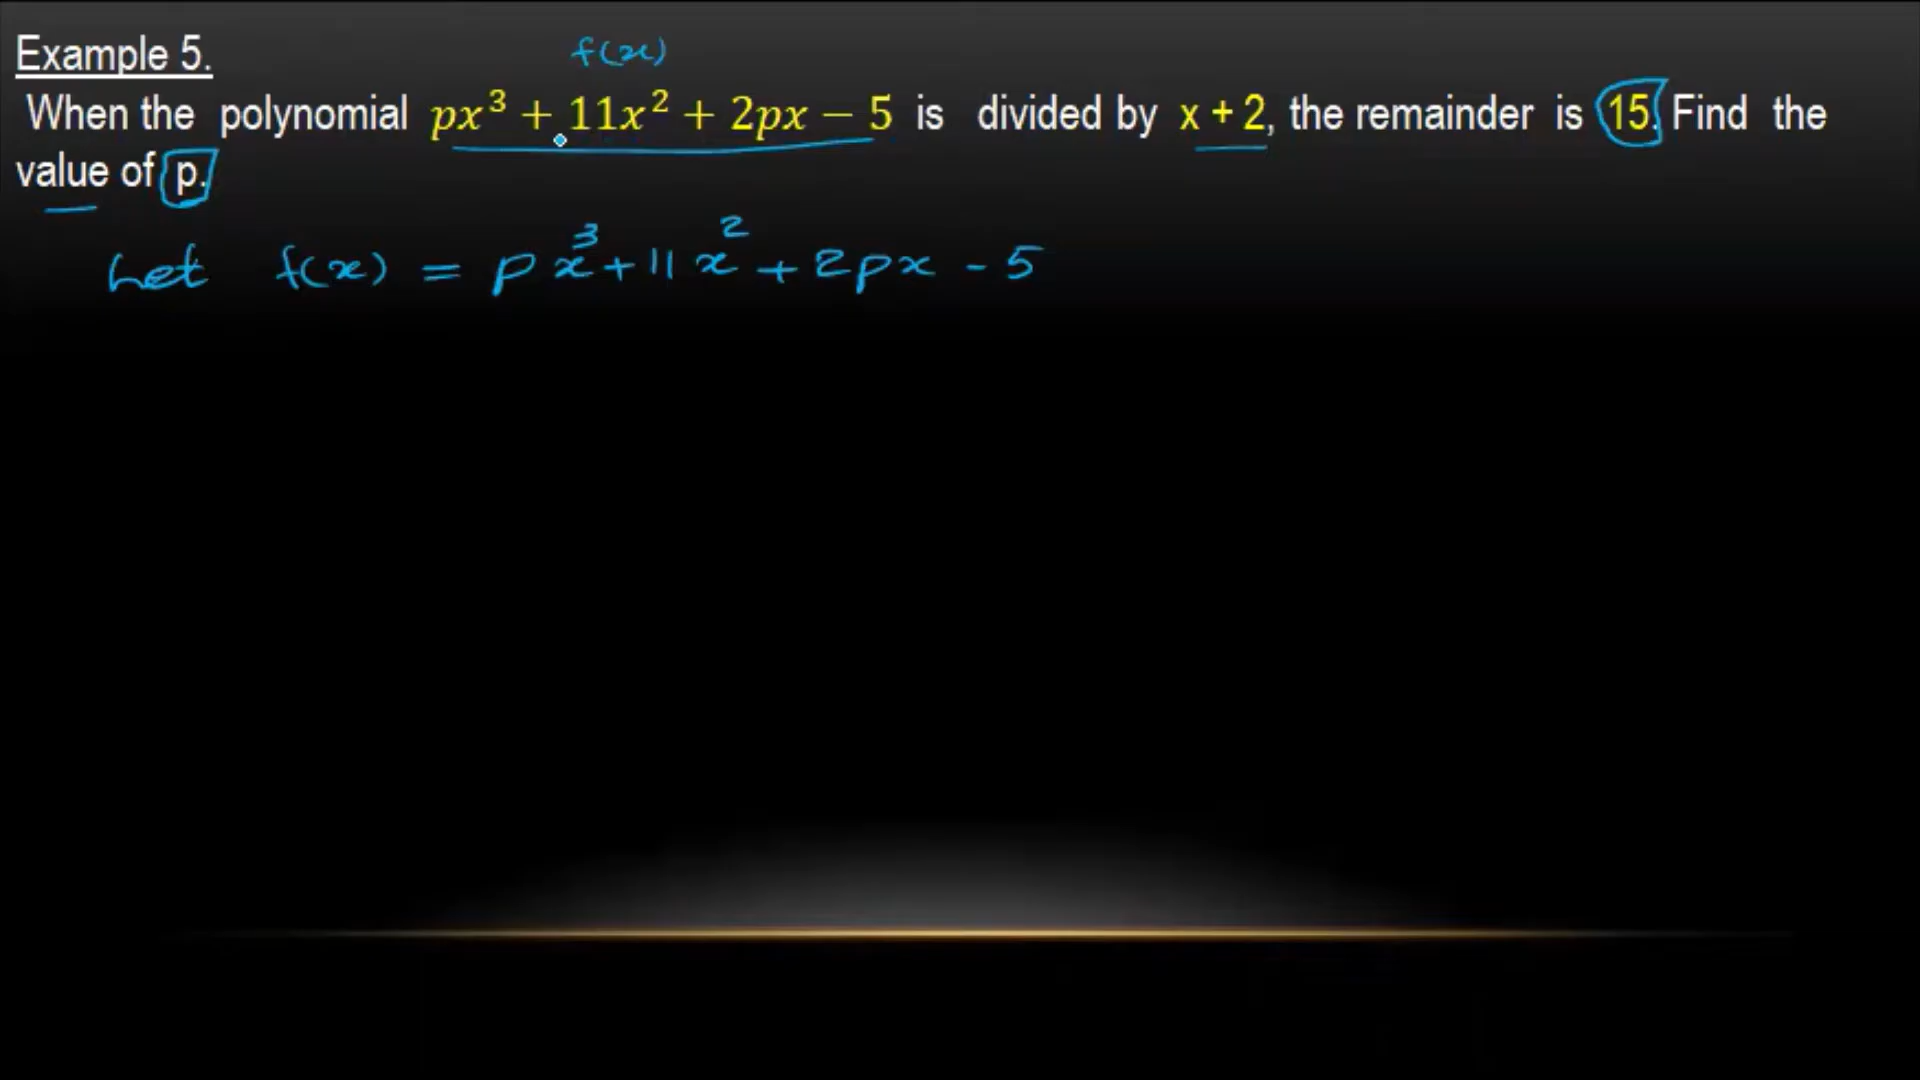 Example 5.
f(x)
When the polynomial px³ + 11x² + 2px − 5 is divided by x + 2, the remainder is 15. Find the
value of p.
Let f(x) = px³ + 11x² + 2px - 5